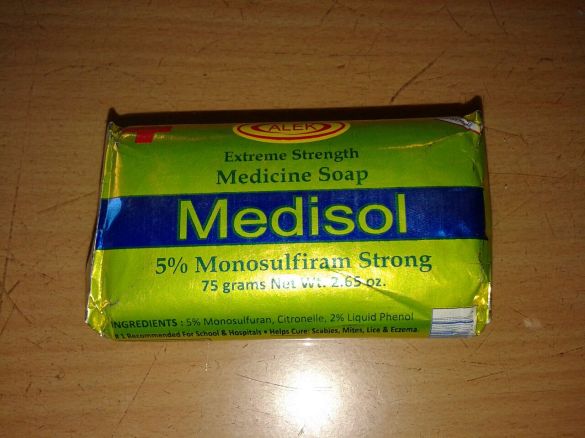 ALEK
Extreme Strength
Medicine Soap
Medisol
5% Monosulfiram Strong
75 grams Net Wt. 2.65 oz.
INGREDIENTS : 5% Monosulfuran, Citronelle, 2% Liquid Phenol
# 1 Recommended For School & Hospitals • Helps Cure: Scabies, Mites, Lice & Eczema.